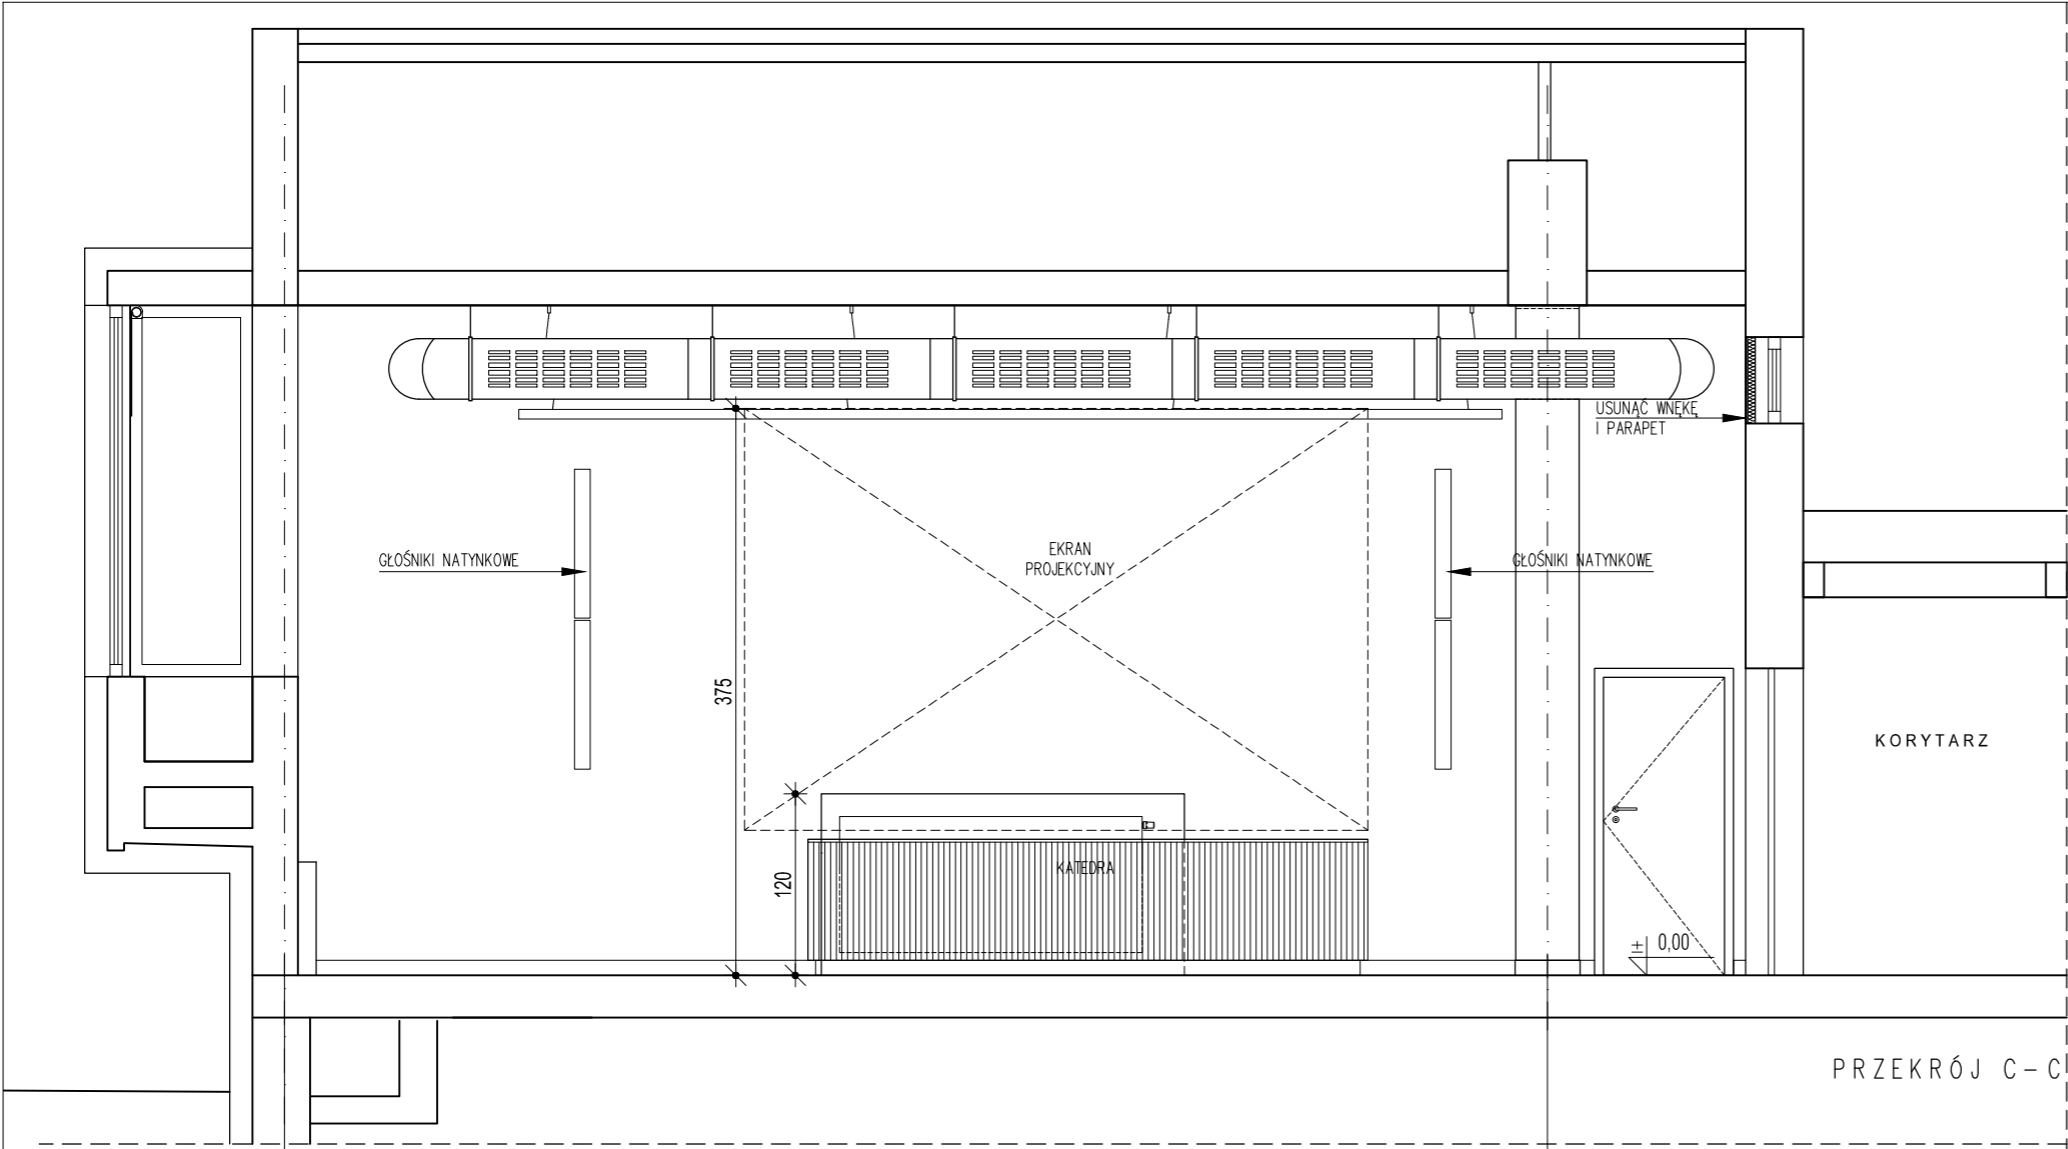 USUNĄĆ WNĘKĘ
I PARAPET
GŁOŚNIKI NATYNKOWE
EKRAN
PROJEKCYJNY
GŁOŚNIKI NATYNKOWE
375
KORYTARZ
120
KATEDRA
± 0,00
PRZEKRÓJ C-C